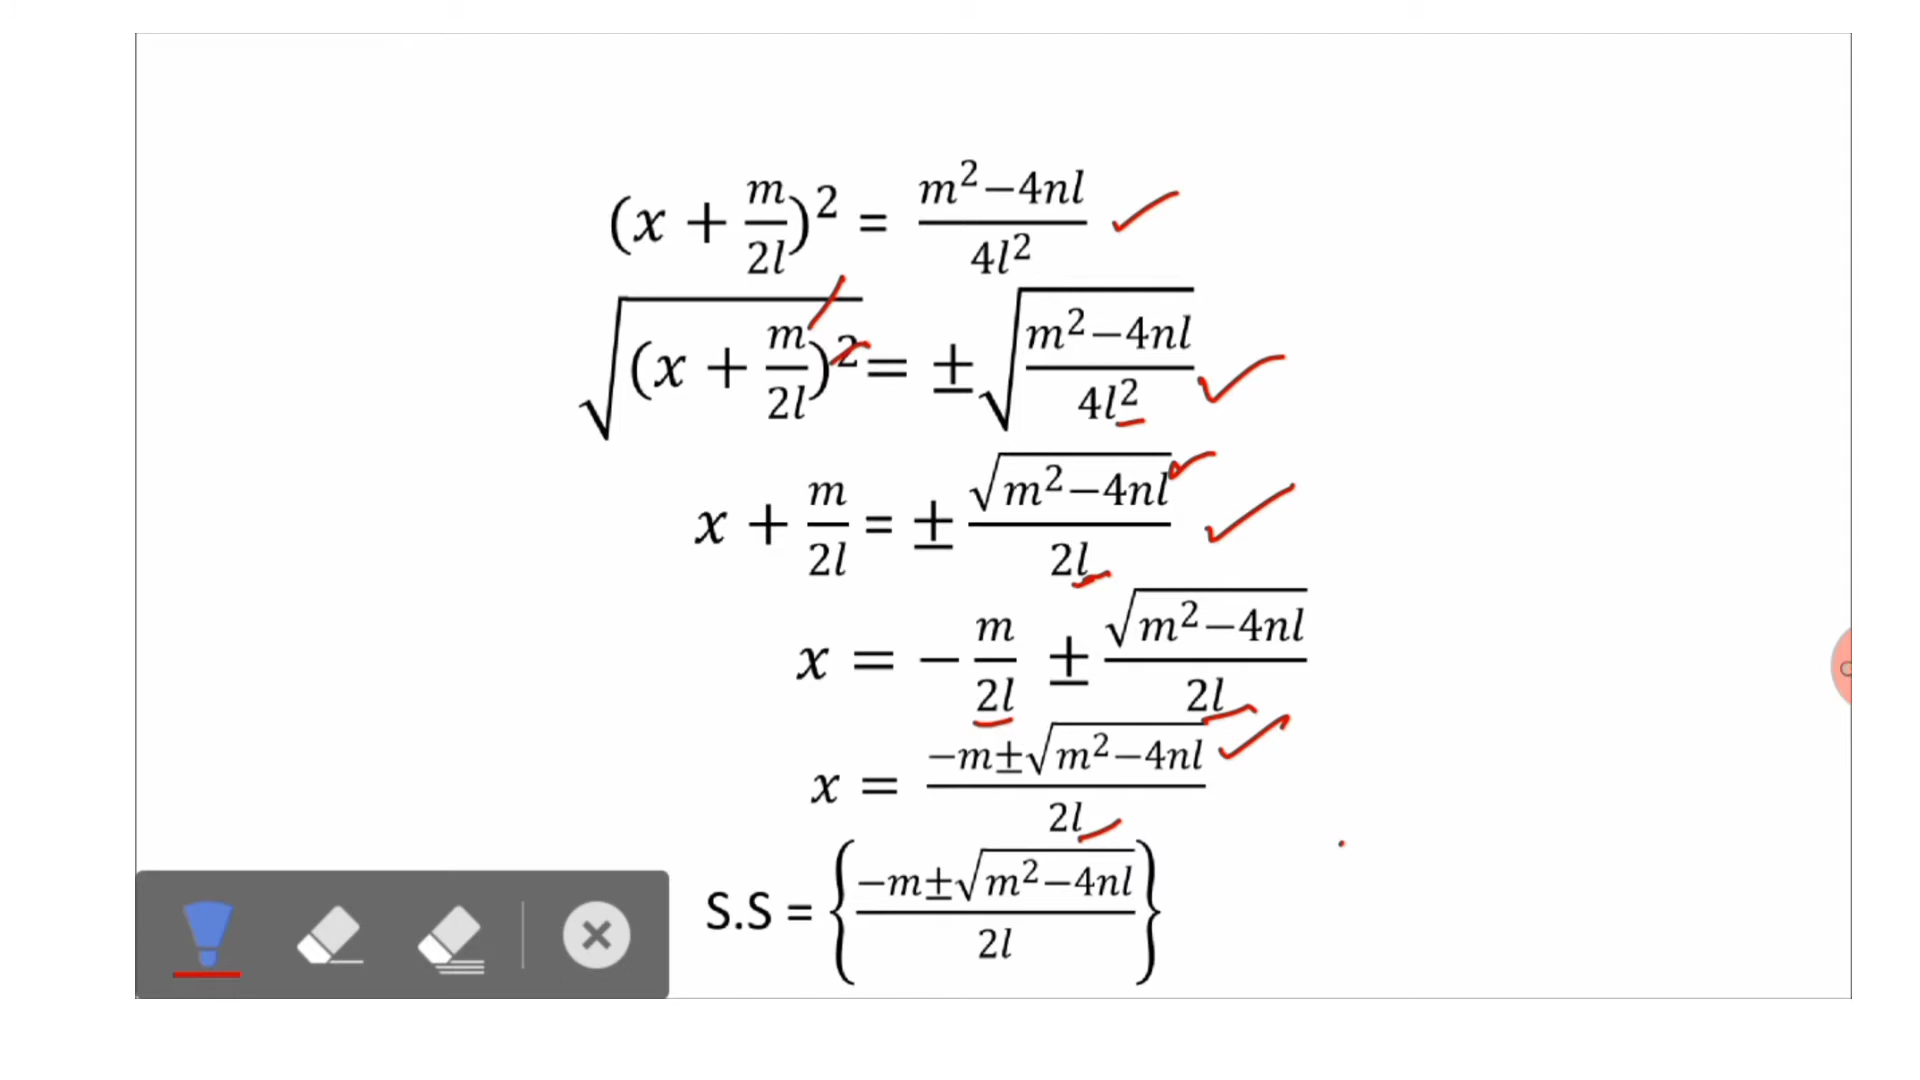 (x + m/2l)² = (m²−4nl)/(4l²)
√((x + m/2l)²) = ±√((m²−4nl)/(4l²))
x + m/2l = ± √(m²−4nl)/(2l)
x = − m/2l ± √(m²−4nl)/(2l)
x = (−m±√(m²−4nl))/(2l)
S.S = {(−m±√(m²−4nl))/(2l)}